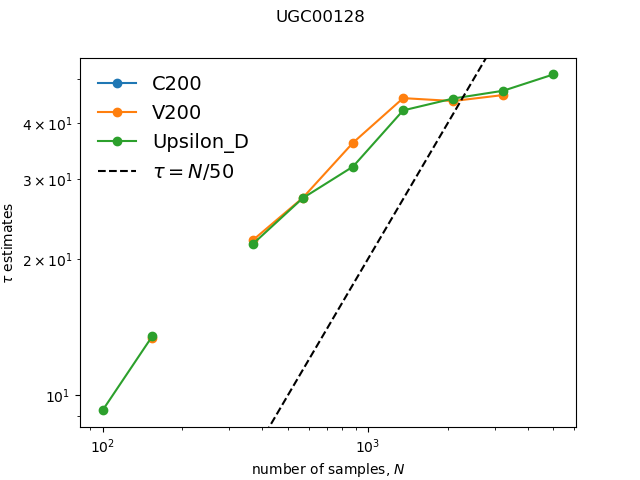 UGC00128
C200
V200
Upsilon_D
τ = N/50
4 × 10¹
3 × 10¹
2 × 10¹
10¹
τ estimates
10² 10³
number of samples, N